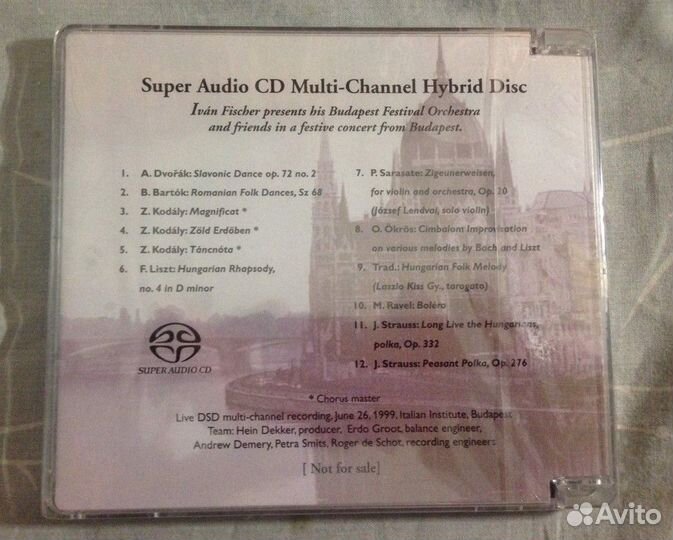 Super Audio CD Multi-Channel Hybrid Disc
Iván Fischer presents his Budapest Festival Orchestra
and friends in a festive concert from Budapest.
1. A. Dvořák: Slavonic Dance op. 72 no. 2
2. B. Bartók: Romanian Folk Dances, Sz 68
3. Z. Kodály: Magnificat *
4. Z. Kodály: Zöld Erdöben *
5. Z. Kodály: Táncnóta *
6. F. Liszt: Hungarian Rhapsody,
no. 4 in D minor
7. P. Sarasate: Zigeunerweisen,
for violin and orchestra, Op. 20
(József Lendvai, solo violin)
8. O. Ökrös: Cimbalom Improvisation
on various melodies by Bach and Liszt
9. Trad.: Hungarian Folk Melody
(Laszlo Kiss Gy., tarogato)
10. M. Ravel: Boléro
11. J. Strauss: Long Live the Hungarians,
polka, Op. 332
12. J. Strauss: Peasant Polka, Op. 276
SUPER AUDIO CD
* Chorus master
Live DSD multi-channel recording, June 26, 1999, Italian Institute, Budapest
Team: Hein Dekker, producer, Erdo Groot, balance engineer,
Andrew Demery, Petra Smits, Roger de Schot, recording engineers
[ Not for sale]
Avito